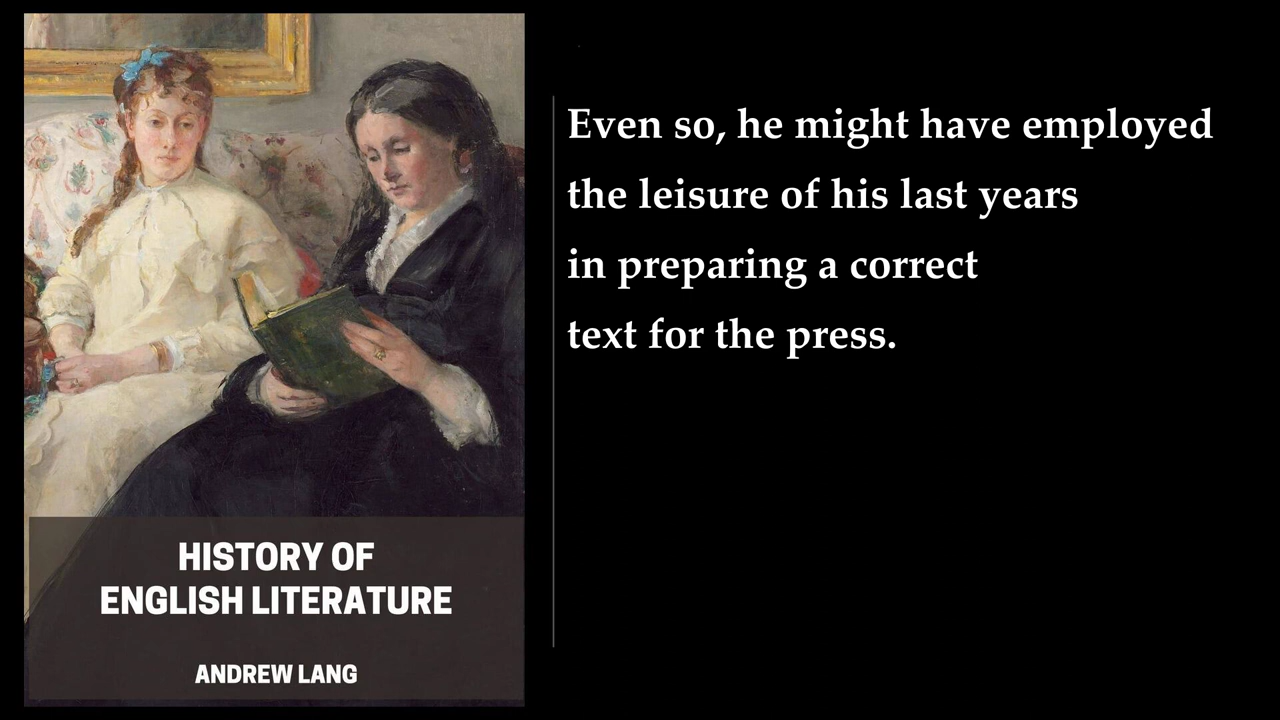 HISTORY OF
ENGLISH LITERATURE
ANDREW LANG
Even so, he might have employed
the leisure of his last years
in preparing a correct
text for the press.